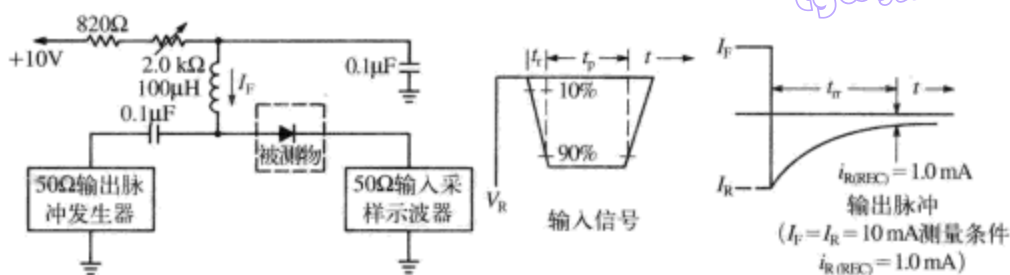 820Ω
+10V
2.0 kΩ
100μH
I_F
0.1μF
0.1μF
被测物
50Ω输出脉
冲发生器
50Ω输入采
样示波器
t_r
t_p
t
10%
90%
V_R
输入信号
I_F
t_rr
t
I_R
i_R(REC)=1.0 mA
输出脉冲
(I_F=I_R=10 mA测量条件
i_R(REC)=1.0 mA)